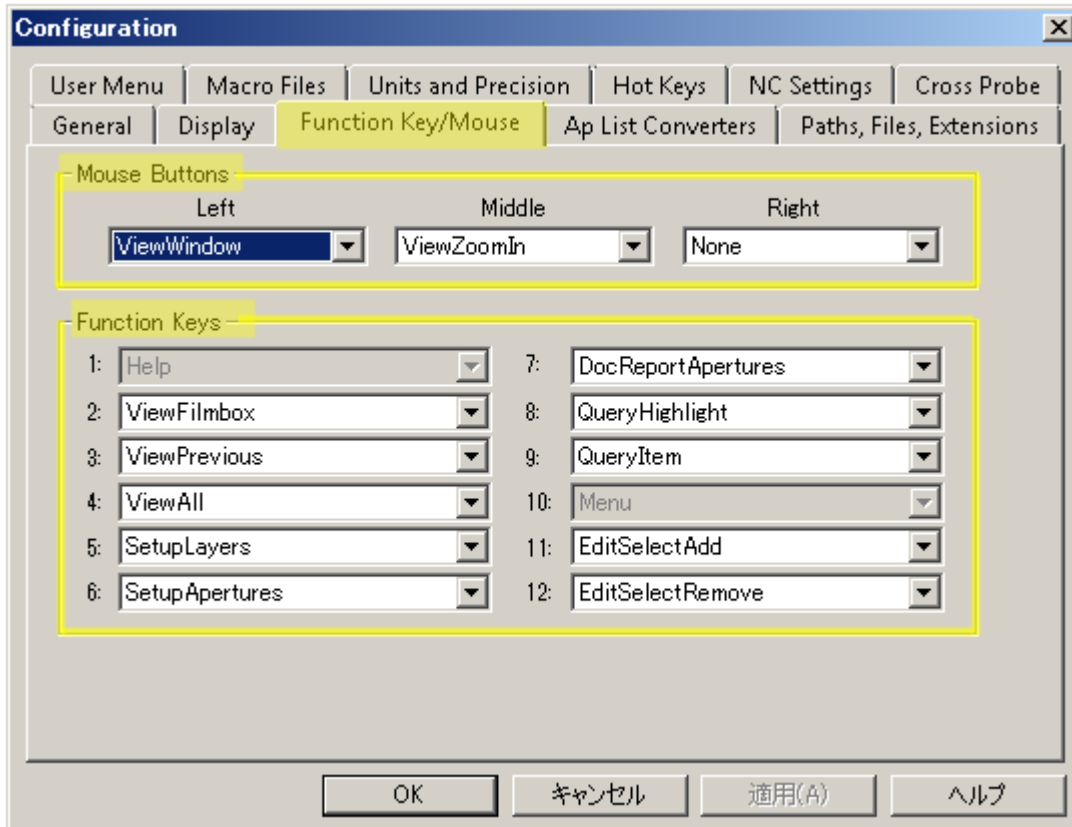 Configuration
User Menu Macro Files Units and Precision Hot Keys NC Settings Cross Probe
General Display Function Key/Mouse Ap List Converters Paths, Files, Extensions
Mouse Buttons
Left Middle Right
ViewWindow ViewZoomIn None
Function Keys
1: Help 7: DocReportApertures
2: ViewFilmbox 8: QueryHighlight
3: ViewPrevious 9: QueryItem
4: ViewAll 10: Menu
5: SetupLayers 11: EditSelectAdd
6: SetupApertures 12: EditSelectRemove
OK キャンセル 適用(A) ヘルプ